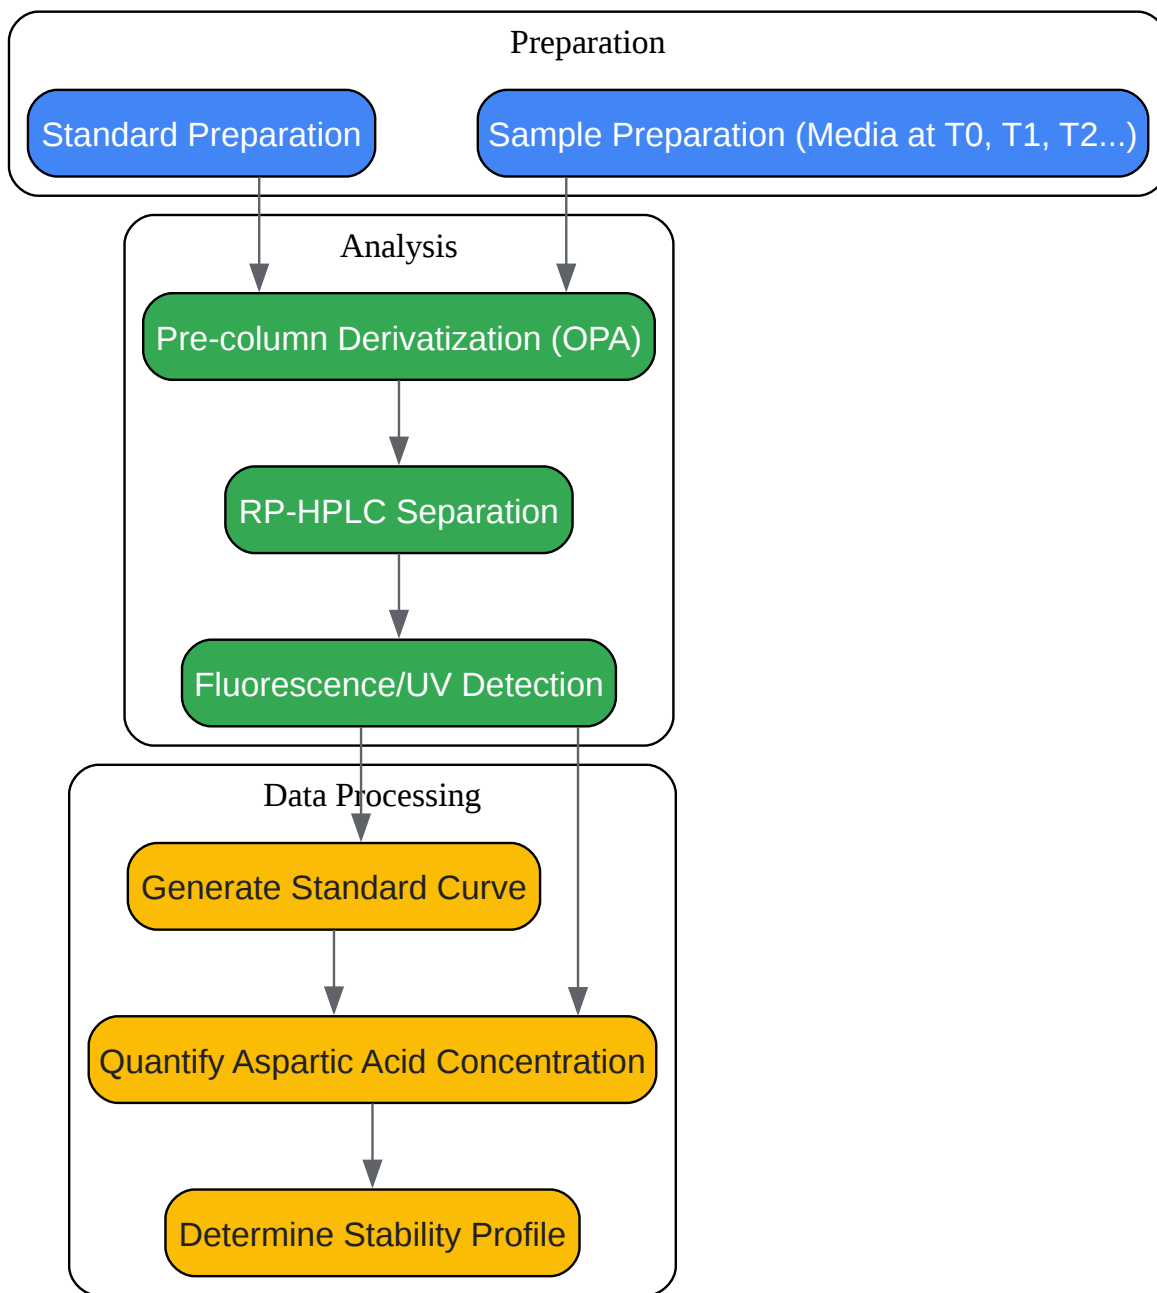 Preparation
Standard Preparation
Sample Preparation (Media at T0, T1, T2...)
Analysis
Pre-column Derivatization (OPA)
RP-HPLC Separation
Fluorescence/UV Detection
Data Processing
Generate Standard Curve
Quantify Aspartic Acid Concentration
Determine Stability Profile